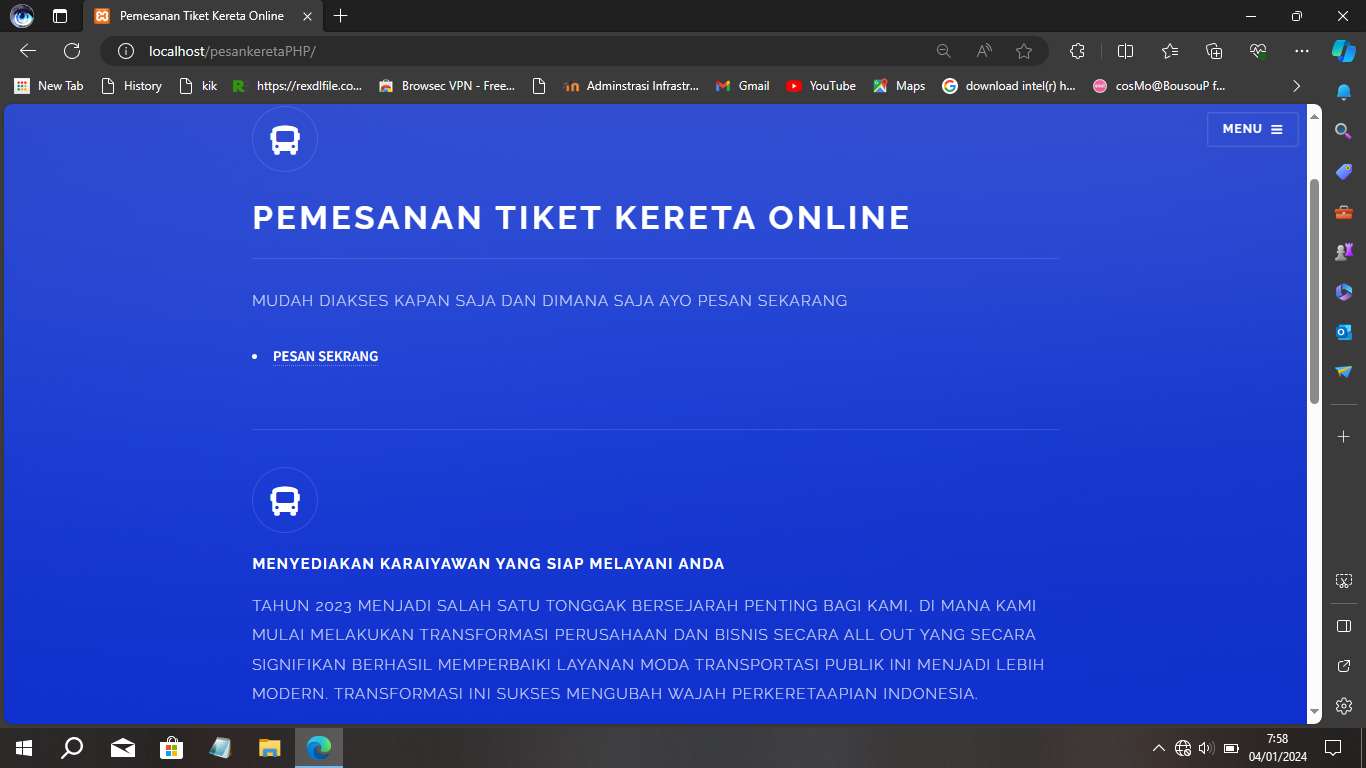 Pemesanan Tiket Kereta Online
localhost/pesankeretaPHP/
New Tab
History
kik
https://rexdlfile.co...
Browsec VPN - Free...
Adminstrasi Infrastr...
Gmail
YouTube
Maps
download intel(r) h...
cosMo@BousouP f...
MENU
PEMESANAN TIKET KERETA ONLINE
MUDAH DIAKSES KAPAN SAJA DAN DIMANA SAJA AYO PESAN SEKARANG
PESAN SEKRANG
MENYEDIAKAN KARAIYAWAN YANG SIAP MELAYANI ANDA
TAHUN 2023 MENJADI SALAH SATU TONGGAK BERSEJARAH PENTING BAGI KAMI, DI MANA KAMI
MULAI MELAKUKAN TRANSFORMASI PERUSAHAAN DAN BISNIS SECARA ALL OUT YANG SECARA
SIGNIFIKAN BERHASIL MEMPERBAIKI LAYANAN MODA TRANSPORTASI PUBLIK INI MENJADI LEBIH
MODERN. TRANSFORMASI INI SUKSES MENGUBAH WAJAH PERKERETAAPIAN INDONESIA.
7:58
04/01/2024